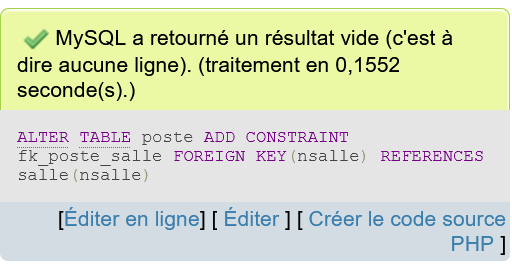 MySQL a retourné un résultat vide (c'est à
dire aucune ligne). (traitement en 0,1552
seconde(s).)
ALTER TABLE poste ADD CONSTRAINT
fk_poste_salle FOREIGN KEY(nsalle) REFERENCES
salle(nsalle)
[Éditer en ligne] [ Éditer ] [ Créer le code source
PHP ]